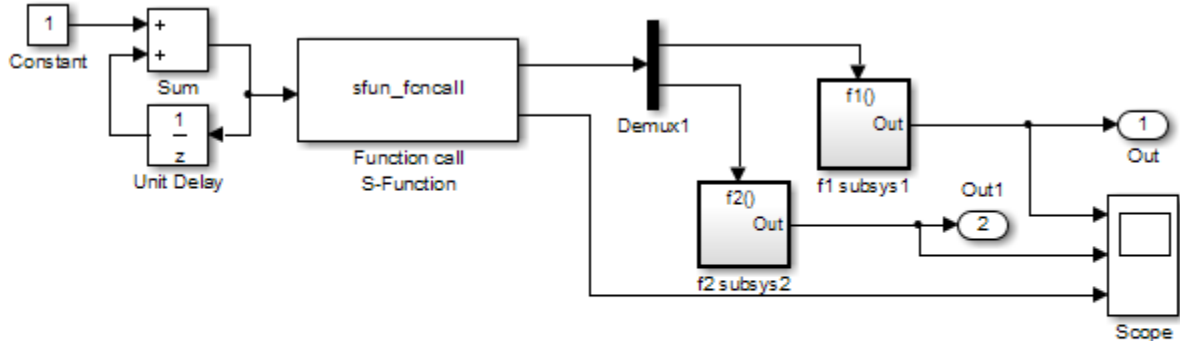 1
Constant
+
+
Sum
1
z
Unit Delay
sfun_fcncall
Function call
S-Function
Demux1
f1()
Out
f1 subsys1
f2()
Out
f2 subsys2
1
Out
Out1
2
Scope